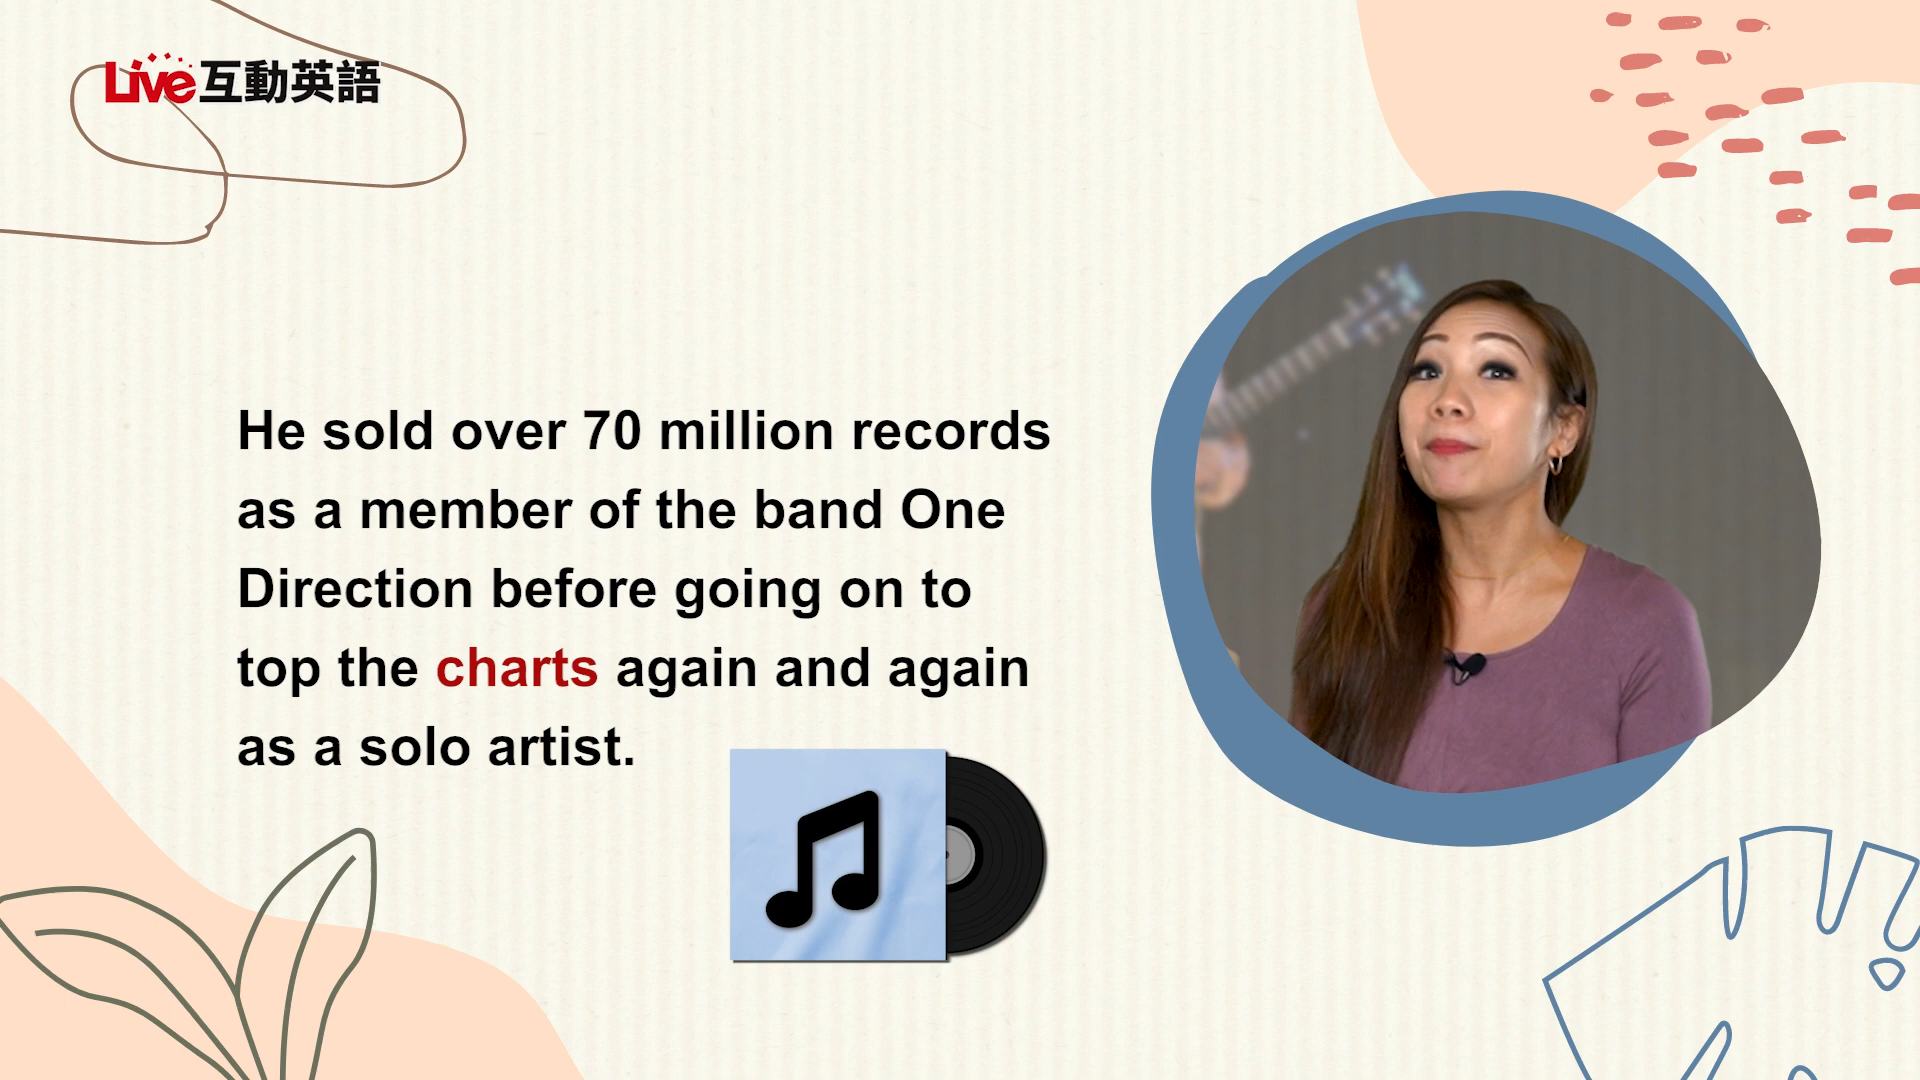 Live互動英語
He sold over 70 million records
as a member of the band One
Direction before going on to
top the charts again and again
as a solo artist.